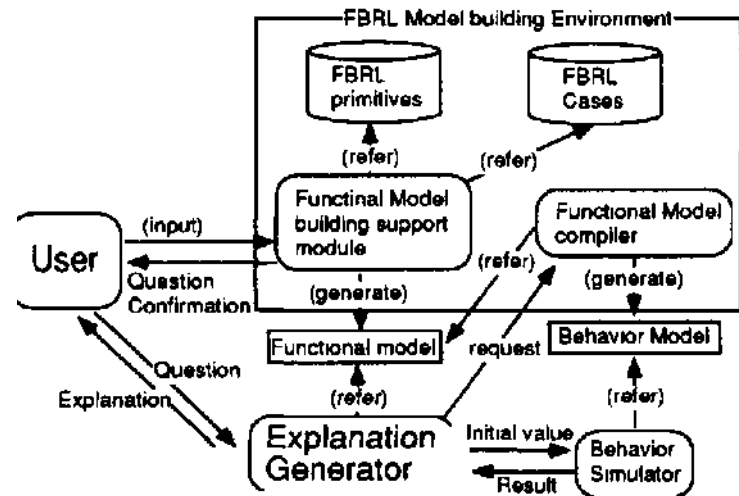 FBRL Model building Environment
FBRL
primitives
FBRL
Cases
(refer)
(refer)
Functinal Model
building support
module
Functional Model
compiler
User
(input)
Question
Confirmation
(refer)
(generate)
(generate)
Functional model
request
Behavior Model
Question
Explanation
(refer)
(refer)
Explanation
Generator
Initial value
Result
Behavior
Simulator